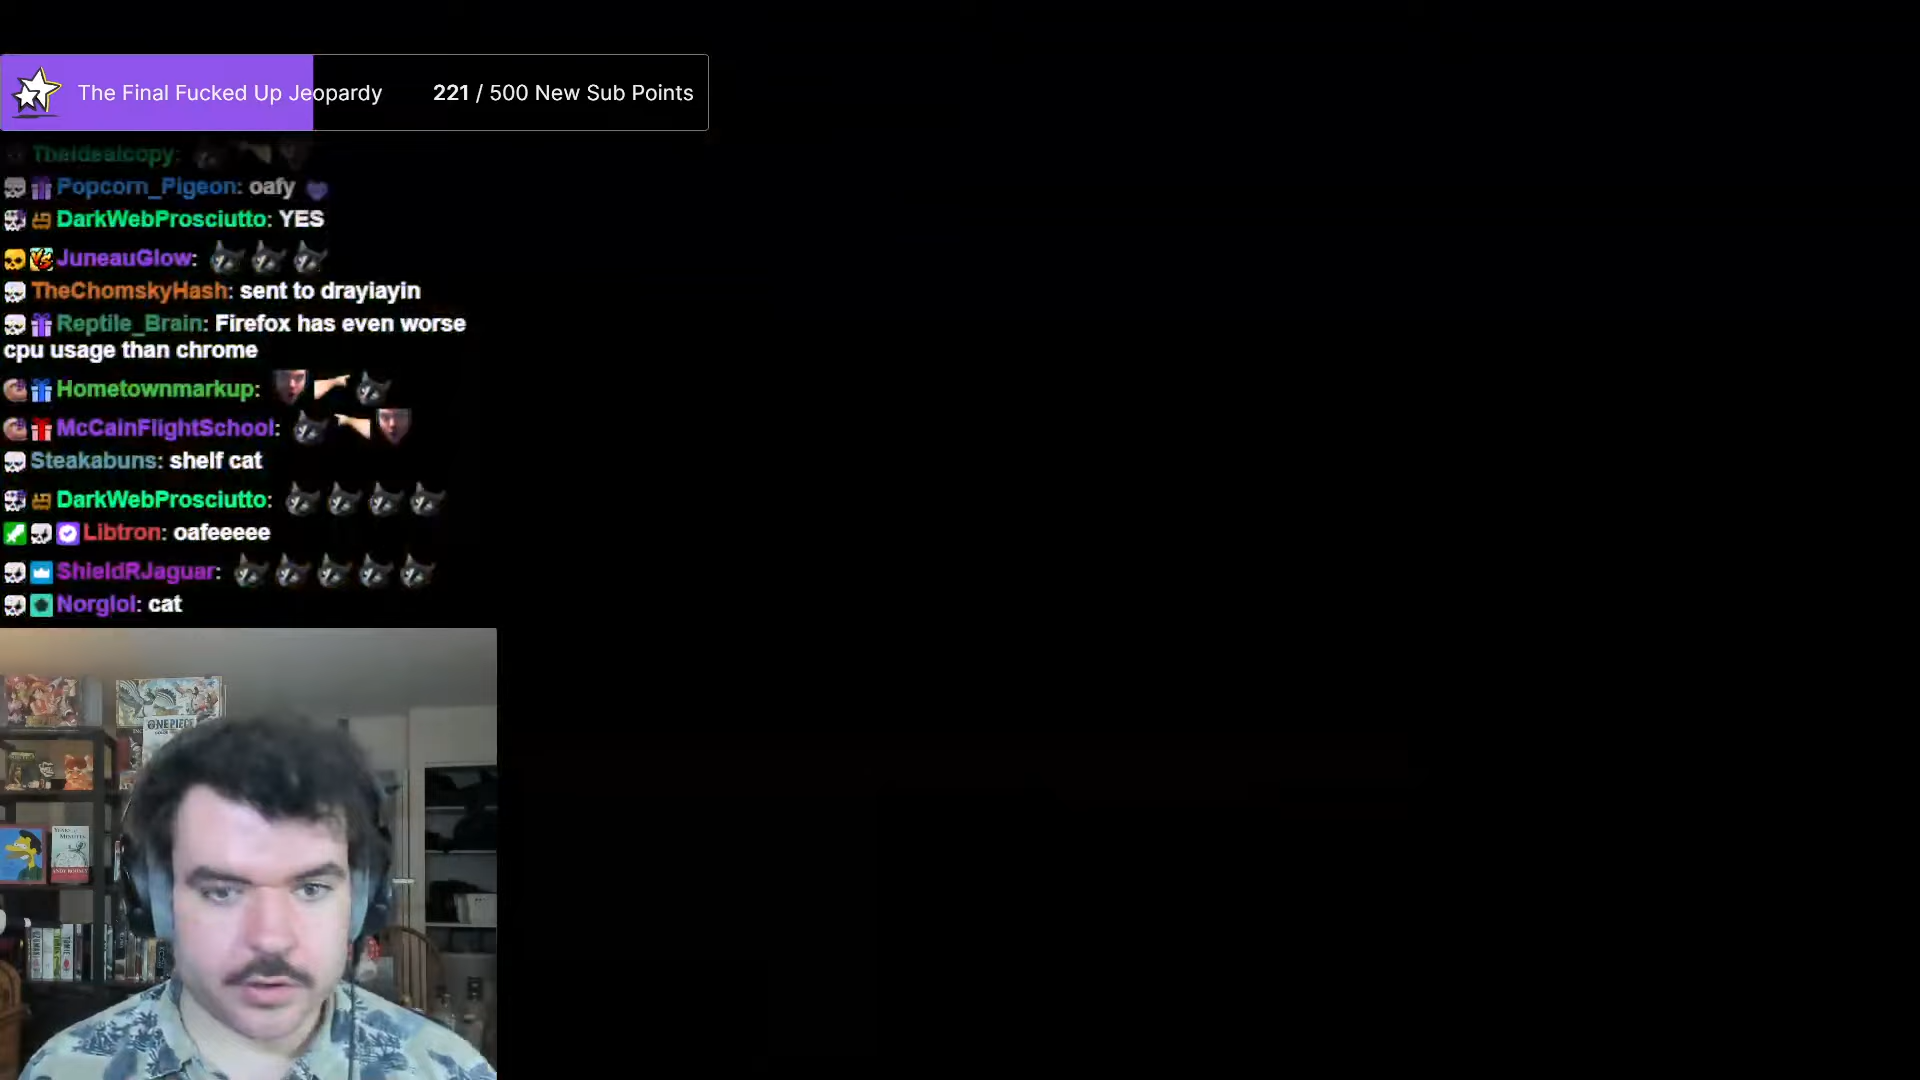 The Final Fucked Up Jeopardy 221 / 500 New Sub Points
Thaidealcopy:
Popcorn_Pigeon: oafy
DarkWebProsciutto: YES
JuneauGlow:
TheChomskyHash: sent to drayiayin
Reptile_Brain: Firefox has even worse
cpu usage than chrome
Hometownmarkup:
McCainFlightSchool:
Steakabuns: shelf cat
DarkWebProsciutto:
Libtron: oafeeeee
ShieldRJaguar:
Norglol: cat
ONE PIECE